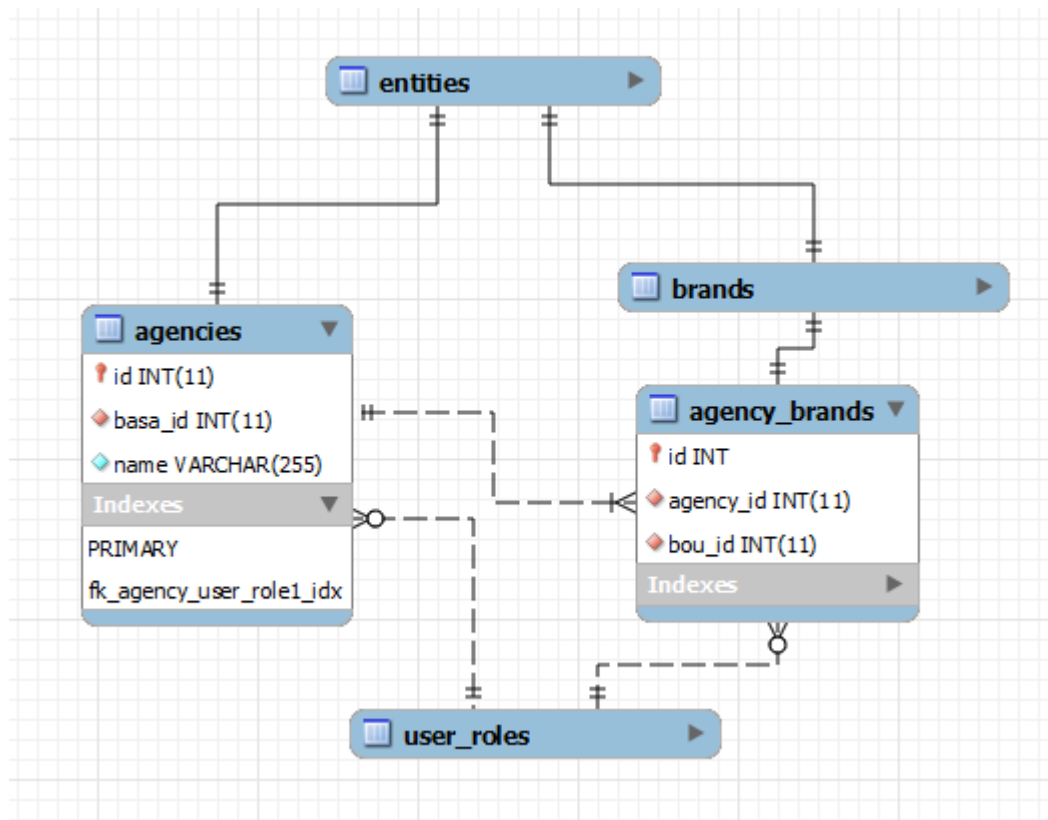 entities
brands
agencies
id INT(11)
basa_id INT(11)
name VARCHAR(255)
Indexes
PRIMARY
fk_agency_user_role1_idx
agency_brands
id INT
agency_id INT(11)
bou_id INT(11)
Indexes
user_roles